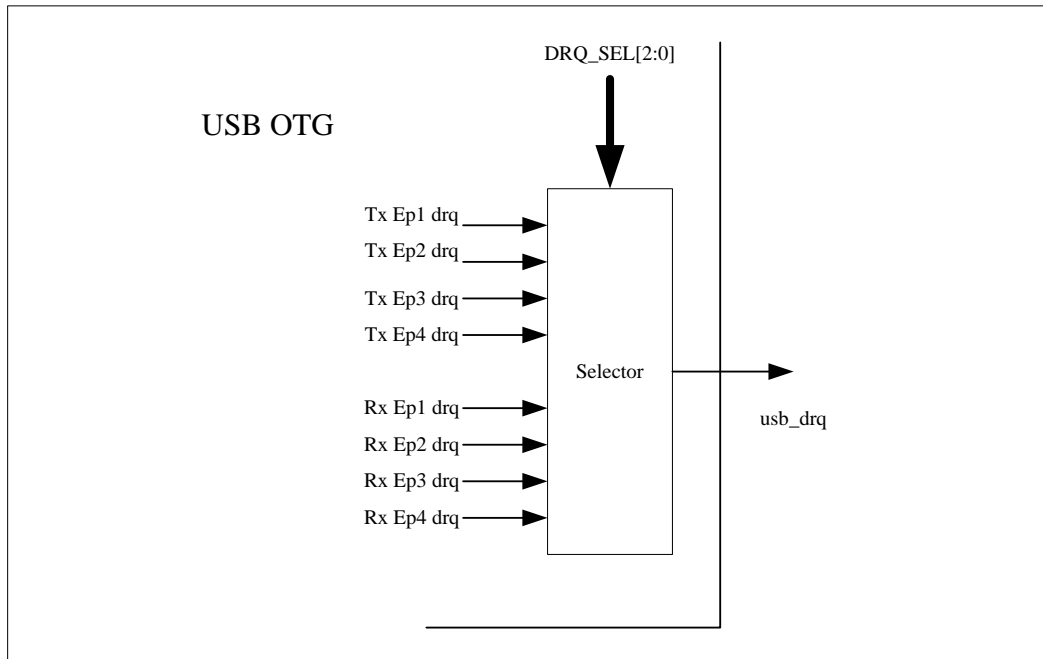 DRQ_SEL[2:0]
USB OTG
Tx Ep1 drq
Tx Ep2 drq
Tx Ep3 drq
Tx Ep4 drq
Selector
Rx Ep1 drq
usb_drq
Rx Ep2 drq
Rx Ep3 drq
Rx Ep4 drq